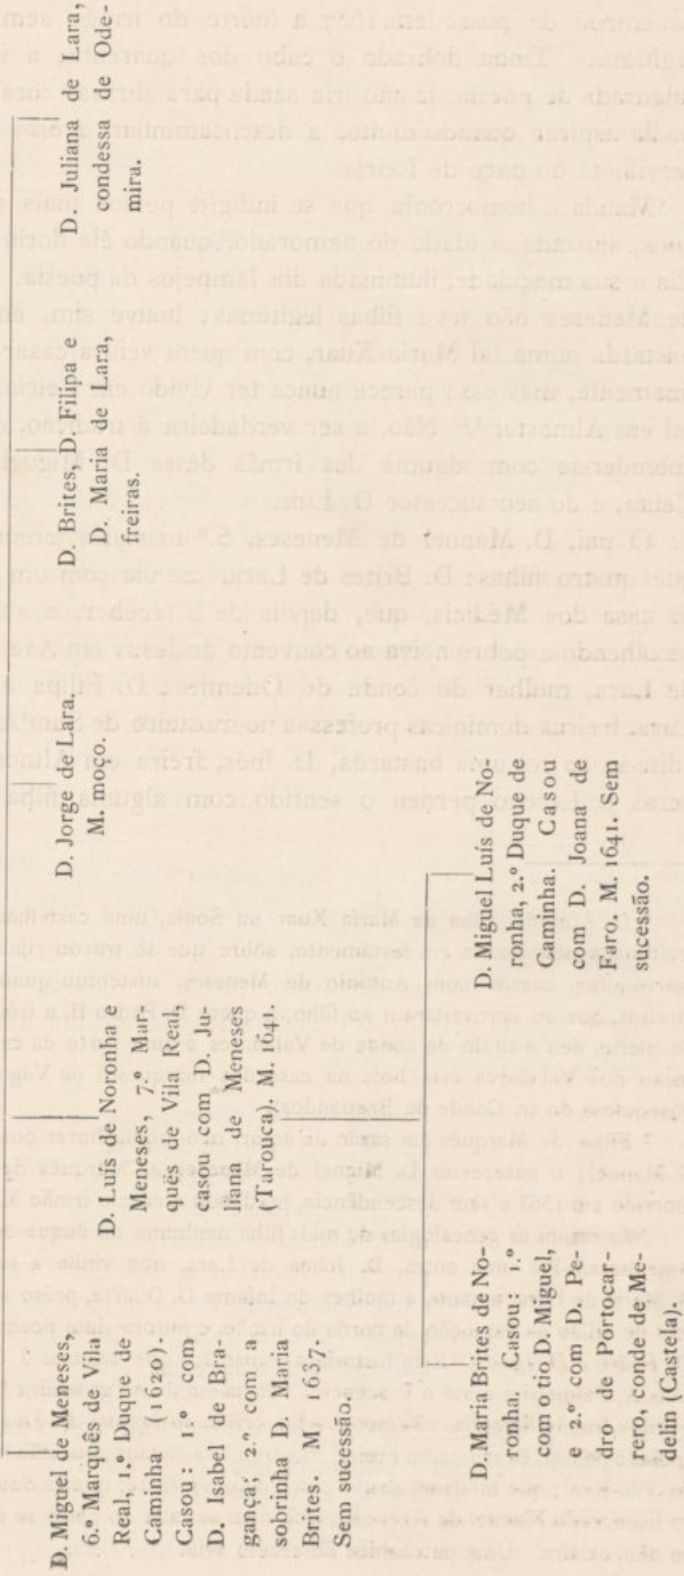 D. Miguel de Meneses,
6.º Marquês de Vila
Real, 1.º Duque de
Caminha (1620).
Casou: 1.º com
D. Isabel de Bra-
gança; 2.º com a
sobrinha D. Maria
Brites. M 1637.
Sem sucessão.
D. Luís de Noronha e
Meneses, 7.º Mar-
quês de Vila Real,
casou com D. Ju-
liana de Meneses
(Tarouca). M. 1641.
D. Jorge de Lara.
M. moço.
D. Brites, D. Filipa e
D. Maria de Lara,
freiras.
D. Juliana de Lara,
condessa de Ode-
mira.
D. Maria Brites de No-
ronha. Casou: 1.º
com o tio D. Miguel,
e 2.º com D. Pe-
dro de Portocar-
rero, conde de Me-
delin (Castela).
D. Miguel Luís de No-
ronha, 2.º Duque de
Caminha. Casou
com D. Joana de
Faro. M. 1641. Sem
sucessão.